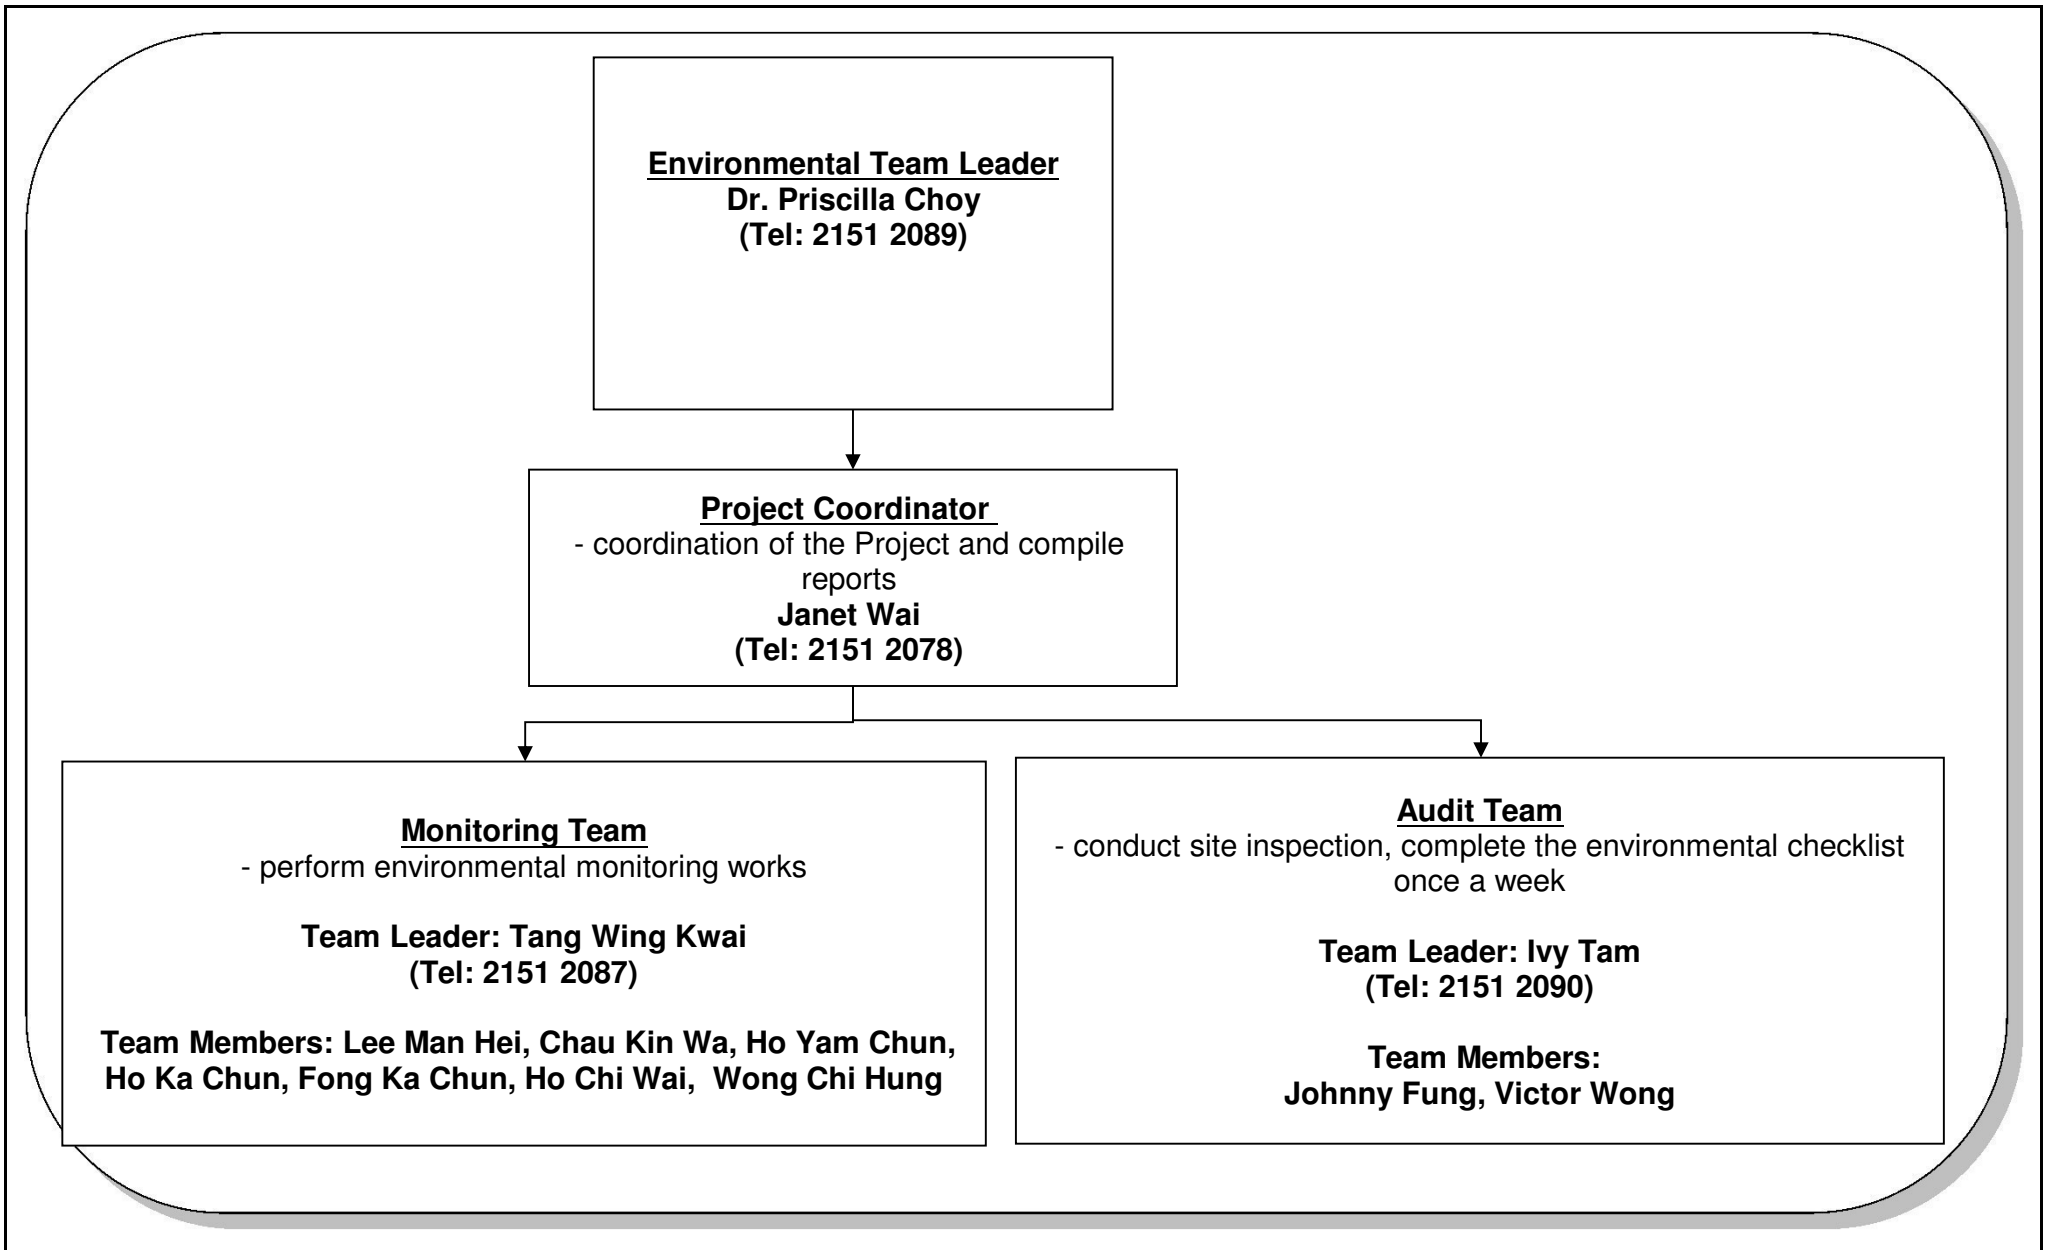 Environmental Team Leader
Dr. Priscilla Choy
(Tel: 2151 2089)
Project Coordinator
- coordination of the Project and compile
reports
Janet Wai
(Tel: 2151 2078)
Monitoring Team
- perform environmental monitoring works
Team Leader: Tang Wing Kwai
(Tel: 2151 2087)
Team Members: Lee Man Hei, Chau Kin Wa, Ho Yam Chun,
Ho Ka Chun, Fong Ka Chun, Ho Chi Wai, Wong Chi Hung
Audit Team
- conduct site inspection, complete the environmental checklist
once a week
Team Leader: Ivy Tam
(Tel: 2151 2090)
Team Members:
Johnny Fung, Victor Wong